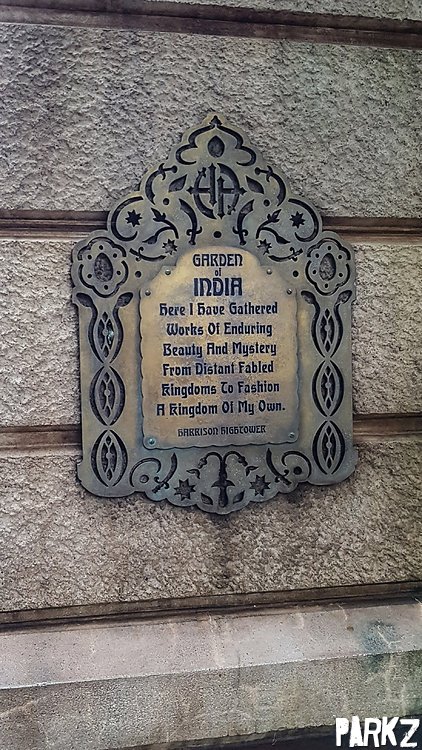 GARDEN
of
INDIA
Here I Have Gathered
Works Of Enduring
Beauty And Mystery
From Distant Fabled
Kingdoms To Fashion
A Kingdom Of My Own.
HARRISON HIGHTOWER
PARKZ